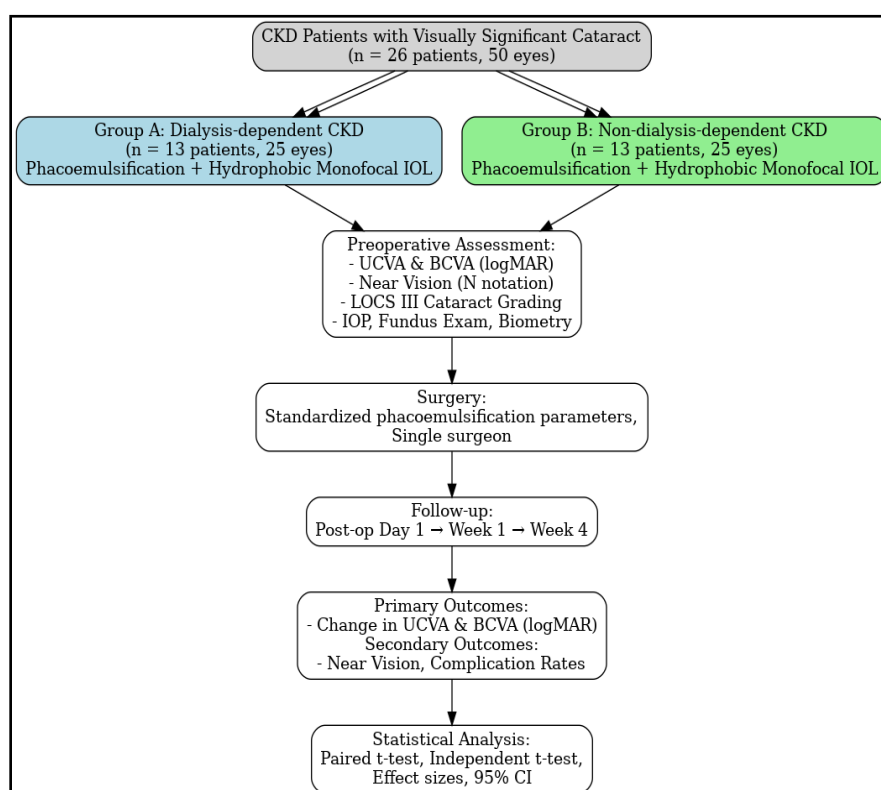 CKD Patients with Visually Significant Cataract
(n = 26 patients, 50 eyes)
Group A: Dialysis-dependent CKD
(n = 13 patients, 25 eyes)
Phacoemulsification + Hydrophobic Monofocal IOL
Group B: Non-dialysis-dependent CKD
(n = 13 patients, 25 eyes)
Phacoemulsification + Hydrophobic Monofocal IOL
Preoperative Assessment:
- UCVA & BCVA (logMAR)
- Near Vision (N notation)
- LOCS III Cataract Grading
- IOP, Fundus Exam, Biometry
Surgery:
Standardized phacoemulsification parameters,
Single surgeon
Follow-up:
Post-op Day 1 → Week 1 → Week 4
Primary Outcomes:
- Change in UCVA & BCVA (logMAR)
Secondary Outcomes:
- Near Vision, Complication Rates
Statistical Analysis:
Paired t-test, Independent t-test,
Effect sizes, 95% CI